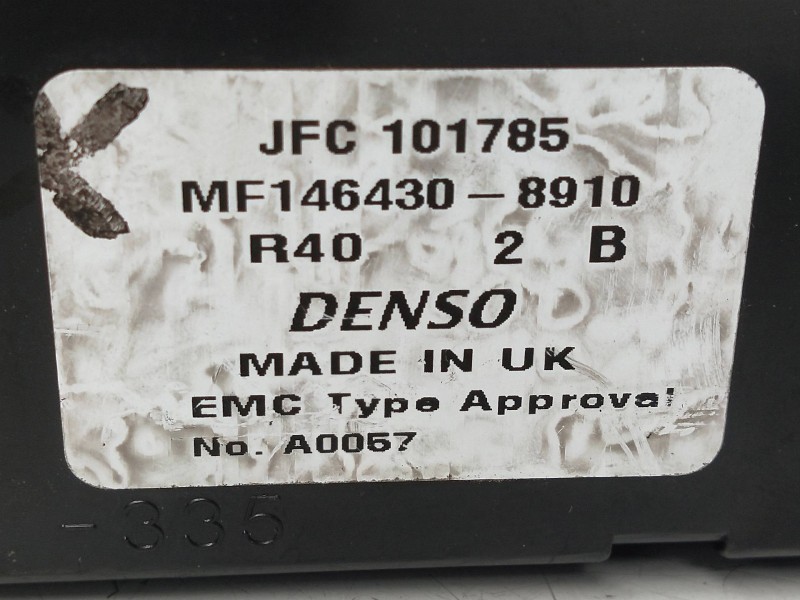 JFC 101785
MF146430-8910
R40 2 B
DENSO
MADE IN UK
EMC Type Approval
No. A0057
-335